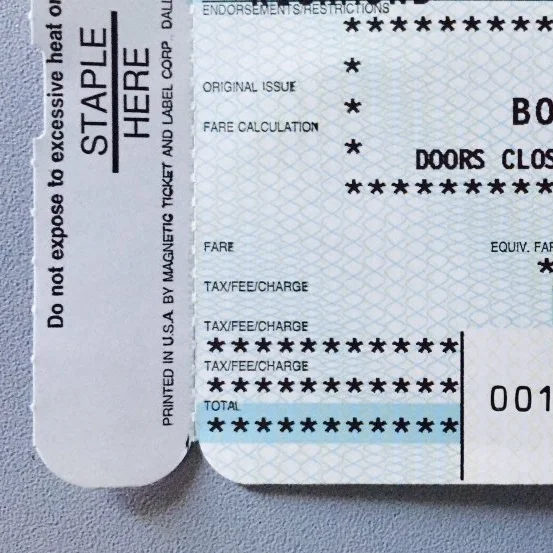 Do not expose to excessive heat or
STAPLE
HERE
PRINTED IN U.S.A. BY MAGNETIC TICKET AND LABEL CORP., DALL
ENDORSEMENTS/RESTRICTIONS
***********
*
ORIGINAL ISSUE
* BO
FARE CALCULATION
* DOORS CLOS
***********
FARE
EQUIV. FAR
*
TAX/FEE/CHARGE
TAX/FEE/CHARGE
***********
TAX/FEE/CHARGE
***********
001
TOTAL
***********